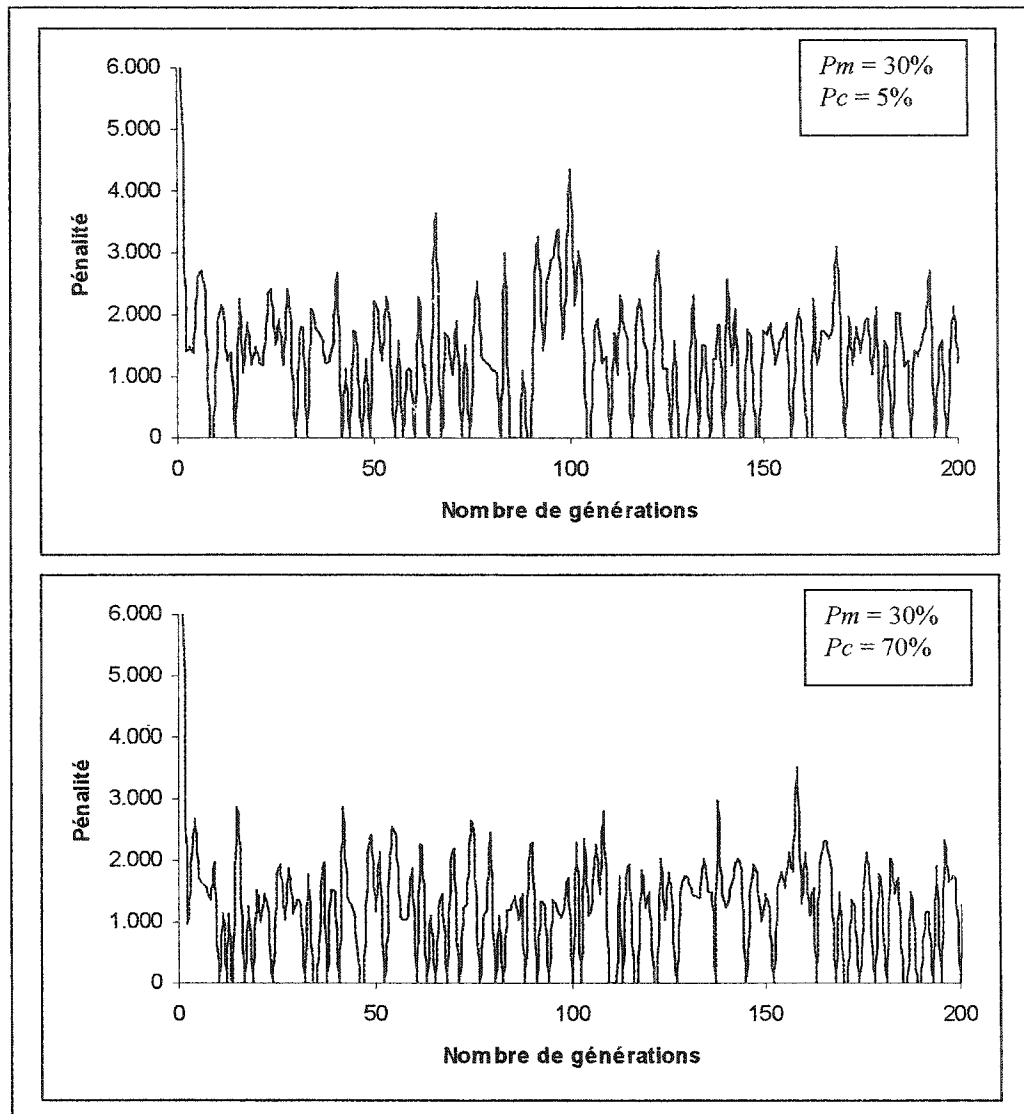 Pm = 30%
Pc = 5%
6.000
5.000
4.000
3.000
2.000
1.000
0
Pénalité
0 50 100 150 200
Nombre de générations
Pm = 30%
Pc = 70%
6.000
5.000
4.000
3.000
2.000
1.000
0
Pénalité
0 50 100 150 200
Nombre de générations